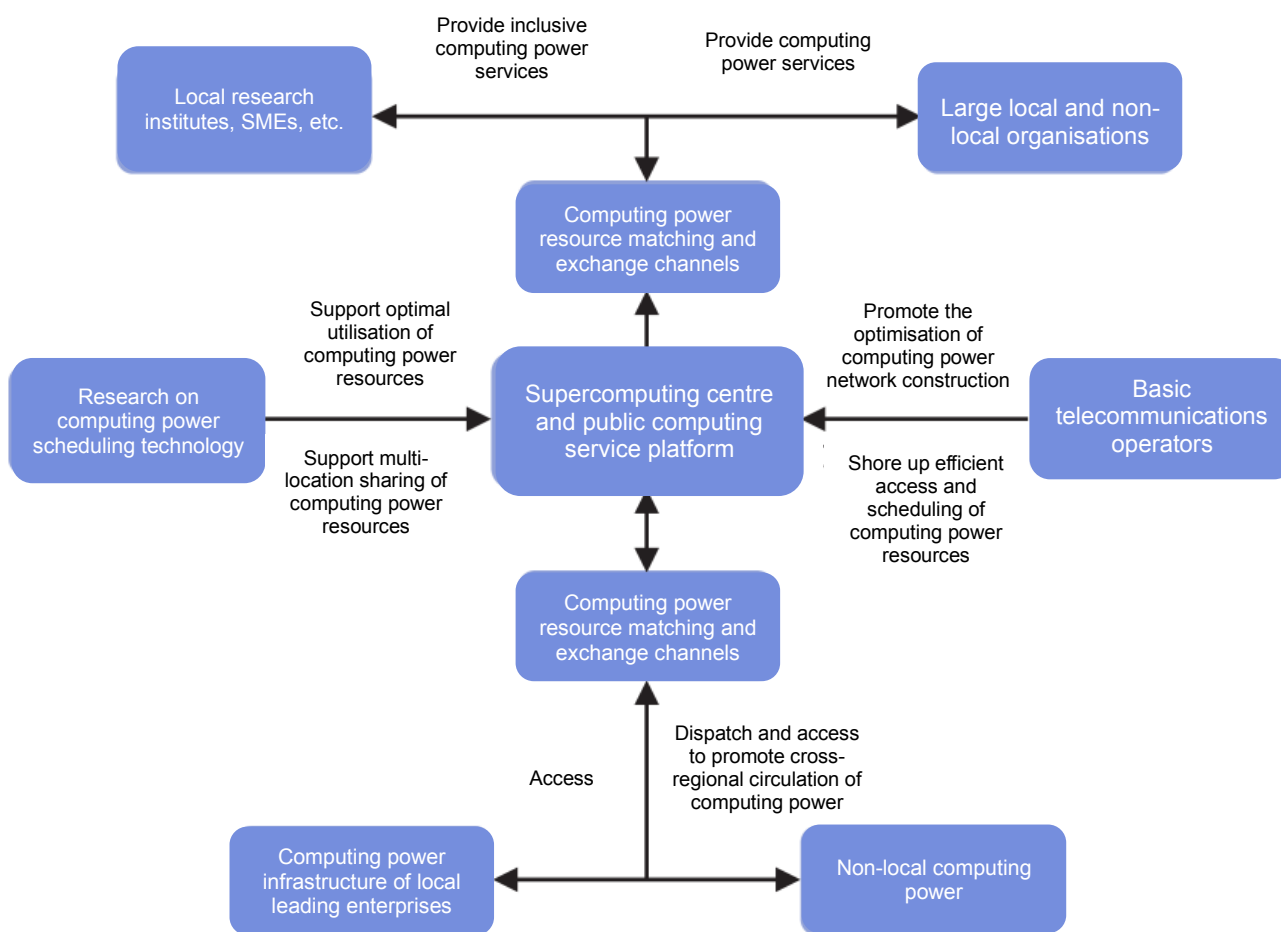 Provide inclusive
computing power
services
Provide computing
power services
Local research
institutes, SMEs, etc.
Large local and non-
local organisations
Computing power
resource matching and
exchange channels
Support optimal
utilisation of
computing power
resources
Promote the
optimisation of
computing power
network construction
Research on
computing power
scheduling technology
Supercomputing centre
and public computing
service platform
Basic
telecommunications
operators
Support multi-
location sharing of
computing power
resources
Shore up efficient
access and
scheduling of
computing power
resources
Computing power
resource matching and
exchange channels
Access
Dispatch and access
to promote cross-
regional circulation of
computing power
Computing power
infrastructure of local
leading enterprises
Non-local computing
power